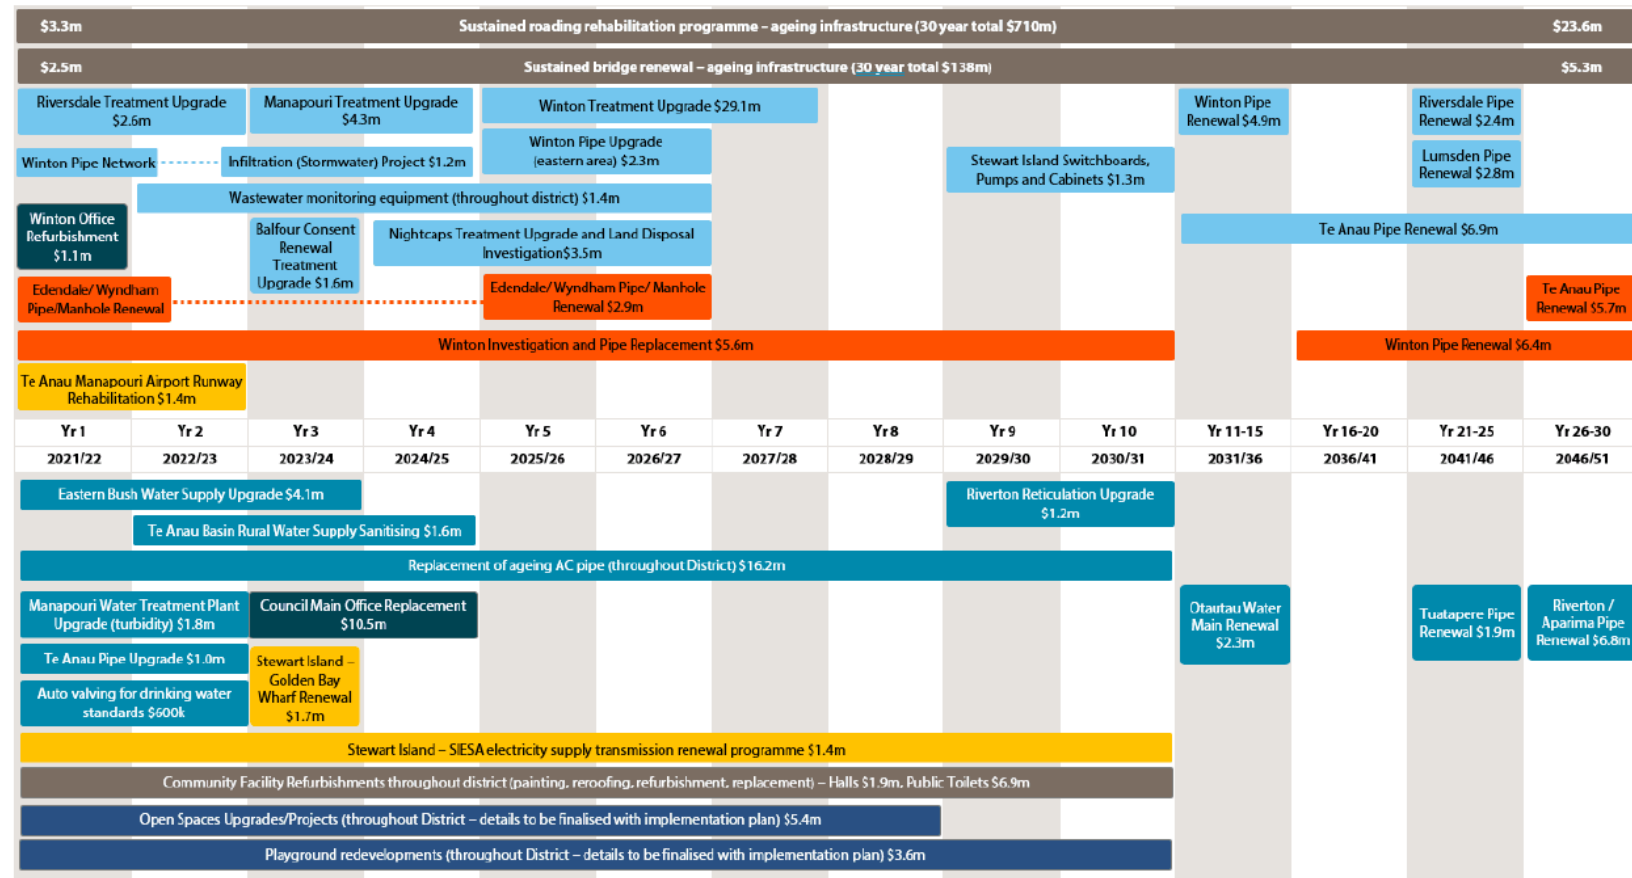 $3.3m Sustained roading rehabilitation programme – ageing infrastructure (30 year total $710m) $23.6m
$2.5m Sustained bridge renewal – ageing infrastructure (30 year total $138m) $5.3m
Riversdale Treatment Upgrade
$2.6m
Manapouri Treatment Upgrade
$4.3m
Winton Treatment Upgrade $29.1m
Winton Pipe
Renewal $4.9m
Riversdale Pipe
Renewal $2.4m
Winton Pipe Network
Infiltration (Stormwater) Project $1.2m
Winton Pipe Upgrade
(eastern area) $2.3m
Stewart Island Switchboards,
Pumps and Cabinets $1.3m
Lumsden Pipe
Renewal $2.8m
Wastewater monitoring equipment (throughout district) $1.4m
Winton Office
Refurbishment
$1.1m
Balfour Consent
Renewal
Treatment
Upgrade $1.6m
Nightcaps Treatment Upgrade and Land Disposal
Investigation$3.5m
Te Anau Pipe Renewal $6.9m
Edendale/ Wyndham
Pipe/Manhole Renewal
Edendale/ Wyndham Pipe/ Manhole
Renewal $2.9m
Te Anau Pipe
Renewal $5.7m
Winton Investigation and Pipe Replacement $5.6m
Winton Pipe Renewal $6.4m
Te Anau Manapouri Airport Runway
Rehabilitation $1.4m
Yr 1 Yr 2 Yr 3 Yr 4 Yr 5 Yr 6 Yr 7 Yr 8 Yr 9 Yr 10 Yr 11-15 Yr 16-20 Yr 21-25 Yr 26-30
2021/22 2022/23 2023/24 2024/25 2025/26 2026/27 2027/28 2028/29 2029/30 2030/31 2031/36 2036/41 2041/46 2046/51
Eastern Bush Water Supply Upgrade $4.1m
Riverton Reticulation Upgrade
$1.2m
Te Anau Basin Rural Water Supply Sanitising $1.6m
Replacement of ageing AC pipe (throughout District) $16.2m
Manapouri Water Treatment Plant
Upgrade (turbidity) $1.8m
Council Main Office Replacement
$10.5m
Otautau Water
Main Renewal
$2.3m
Tuatapere Pipe
Renewal $1.9m
Riverton /
Aparima Pipe
Renewal $6.8m
Te Anau Pipe Upgrade $1.0m
Stewart Island –
Golden Bay
Wharf Renewal
$1.7m
Auto valving for drinking water
standards $600k
Stewart Island – SIESA electricity supply transmission renewal programme $1.4m
Community Facility Refurbishments throughout district (painting, reroofing, refurbishment, replacement) – Halls $1.9m, Public Toilets $6.9m
Open Spaces Upgrades/Projects (throughout District – details to be finalised with implementation plan) $5.4m
Playground redevelopments (throughout District – details to be finalised with implementation plan) $3.6m